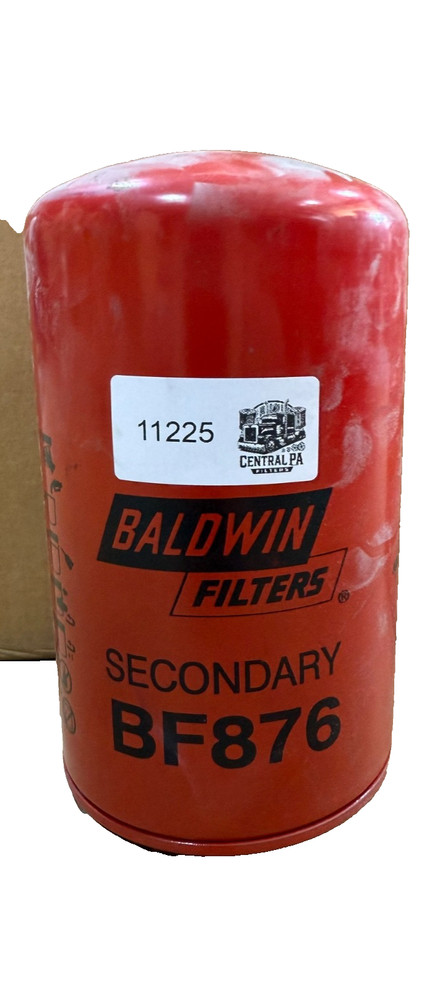 11225
CENTRAL PA
FILTERS
BALDWIN
FILTERS®
SECONDARY
BF876